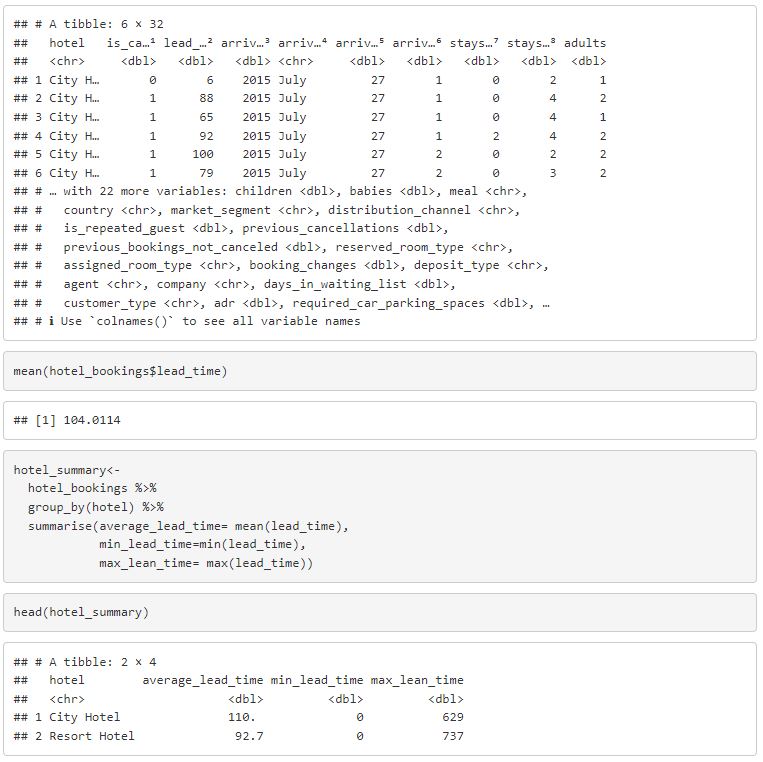 ## # A tibble: 6 × 32
##   hotel   is_ca…¹ lead_…² arriv…³ arriv…⁴ arriv…⁵ arriv…⁶ stays…⁷ stays…⁸ adults
##   <chr>     <dbl>   <dbl>   <dbl> <chr>     <dbl>   <dbl>   <dbl>   <dbl>  <dbl>
## 1 City H…       0       6    2015 July         27       1       0       2      1
## 2 City H…       1      88    2015 July         27       1       0       4      2
## 3 City H…       1      65    2015 July         27       1       0       4      1
## 4 City H…       1      92    2015 July         27       1       2       4      2
## 5 City H…       1     100    2015 July         27       2       0       2      2
## 6 City H…       1      79    2015 July         27       2       0       3      2
## # … with 22 more variables: children <dbl>, babies <dbl>, meal <chr>,
## #   country <chr>, market_segment <chr>, distribution_channel <chr>,
## #   is_repeated_guest <dbl>, previous_cancellations <dbl>,
## #   previous_bookings_not_canceled <dbl>, reserved_room_type <chr>,
## #   assigned_room_type <chr>, booking_changes <dbl>, deposit_type <chr>,
## #   agent <chr>, company <chr>, days_in_waiting_list <dbl>,
## #   customer_type <chr>, adr <dbl>, required_car_parking_spaces <dbl>, …
## # ℹ Use `colnames()` to see all variable names
mean(hotel_bookings$lead_time)
## [1] 104.0114
hotel_summary<-
  hotel_bookings %>%
  group_by(hotel) %>%
  summarise(average_lead_time= mean(lead_time),
            min_lead_time=min(lead_time),
            max_lean_time= max(lead_time))
head(hotel_summary)
## # A tibble: 2 × 4
##   hotel        average_lead_time min_lead_time max_lean_time
##   <chr>                    <dbl>         <dbl>         <dbl>
## 1 City Hotel               110.              0           629
## 2 Resort Hotel              92.7             0           737